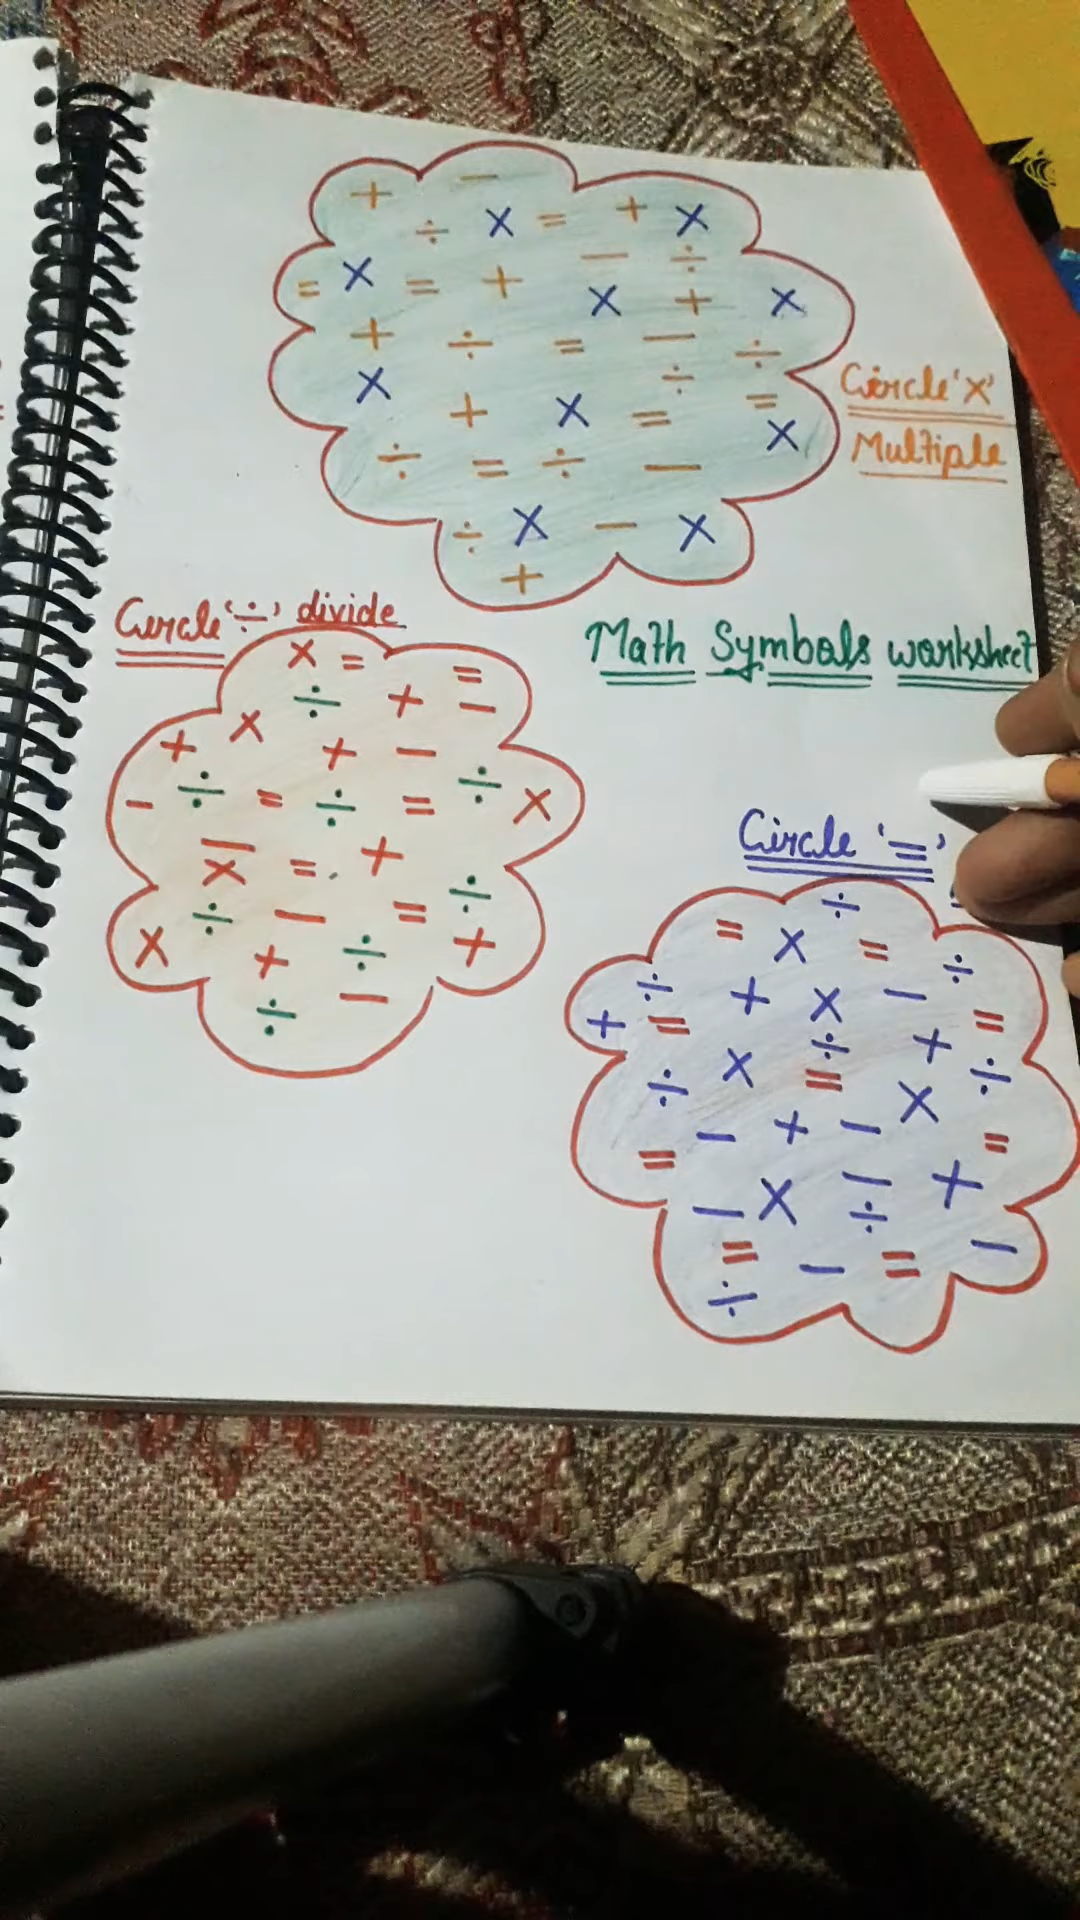 + −
÷ × = + ×
− ÷
= × = + × + ×
+ ÷ = − ÷
× ÷ =
+ × = ×
÷ = ÷ −
÷ × − ×
+
Circle '×'
Multiple
Circle '÷' divide
× = =
÷ + −
+ × + −
− ÷ = ÷ = ÷ ×
− × = +
÷ − = ÷
× + ÷ +
÷ −
Math Symbols worksheet
Circle '='
÷
= × = ÷
÷ + × −
+ = ÷ + =
÷ × = × ÷
− + − =
= − × − ÷ +
= − = −
÷